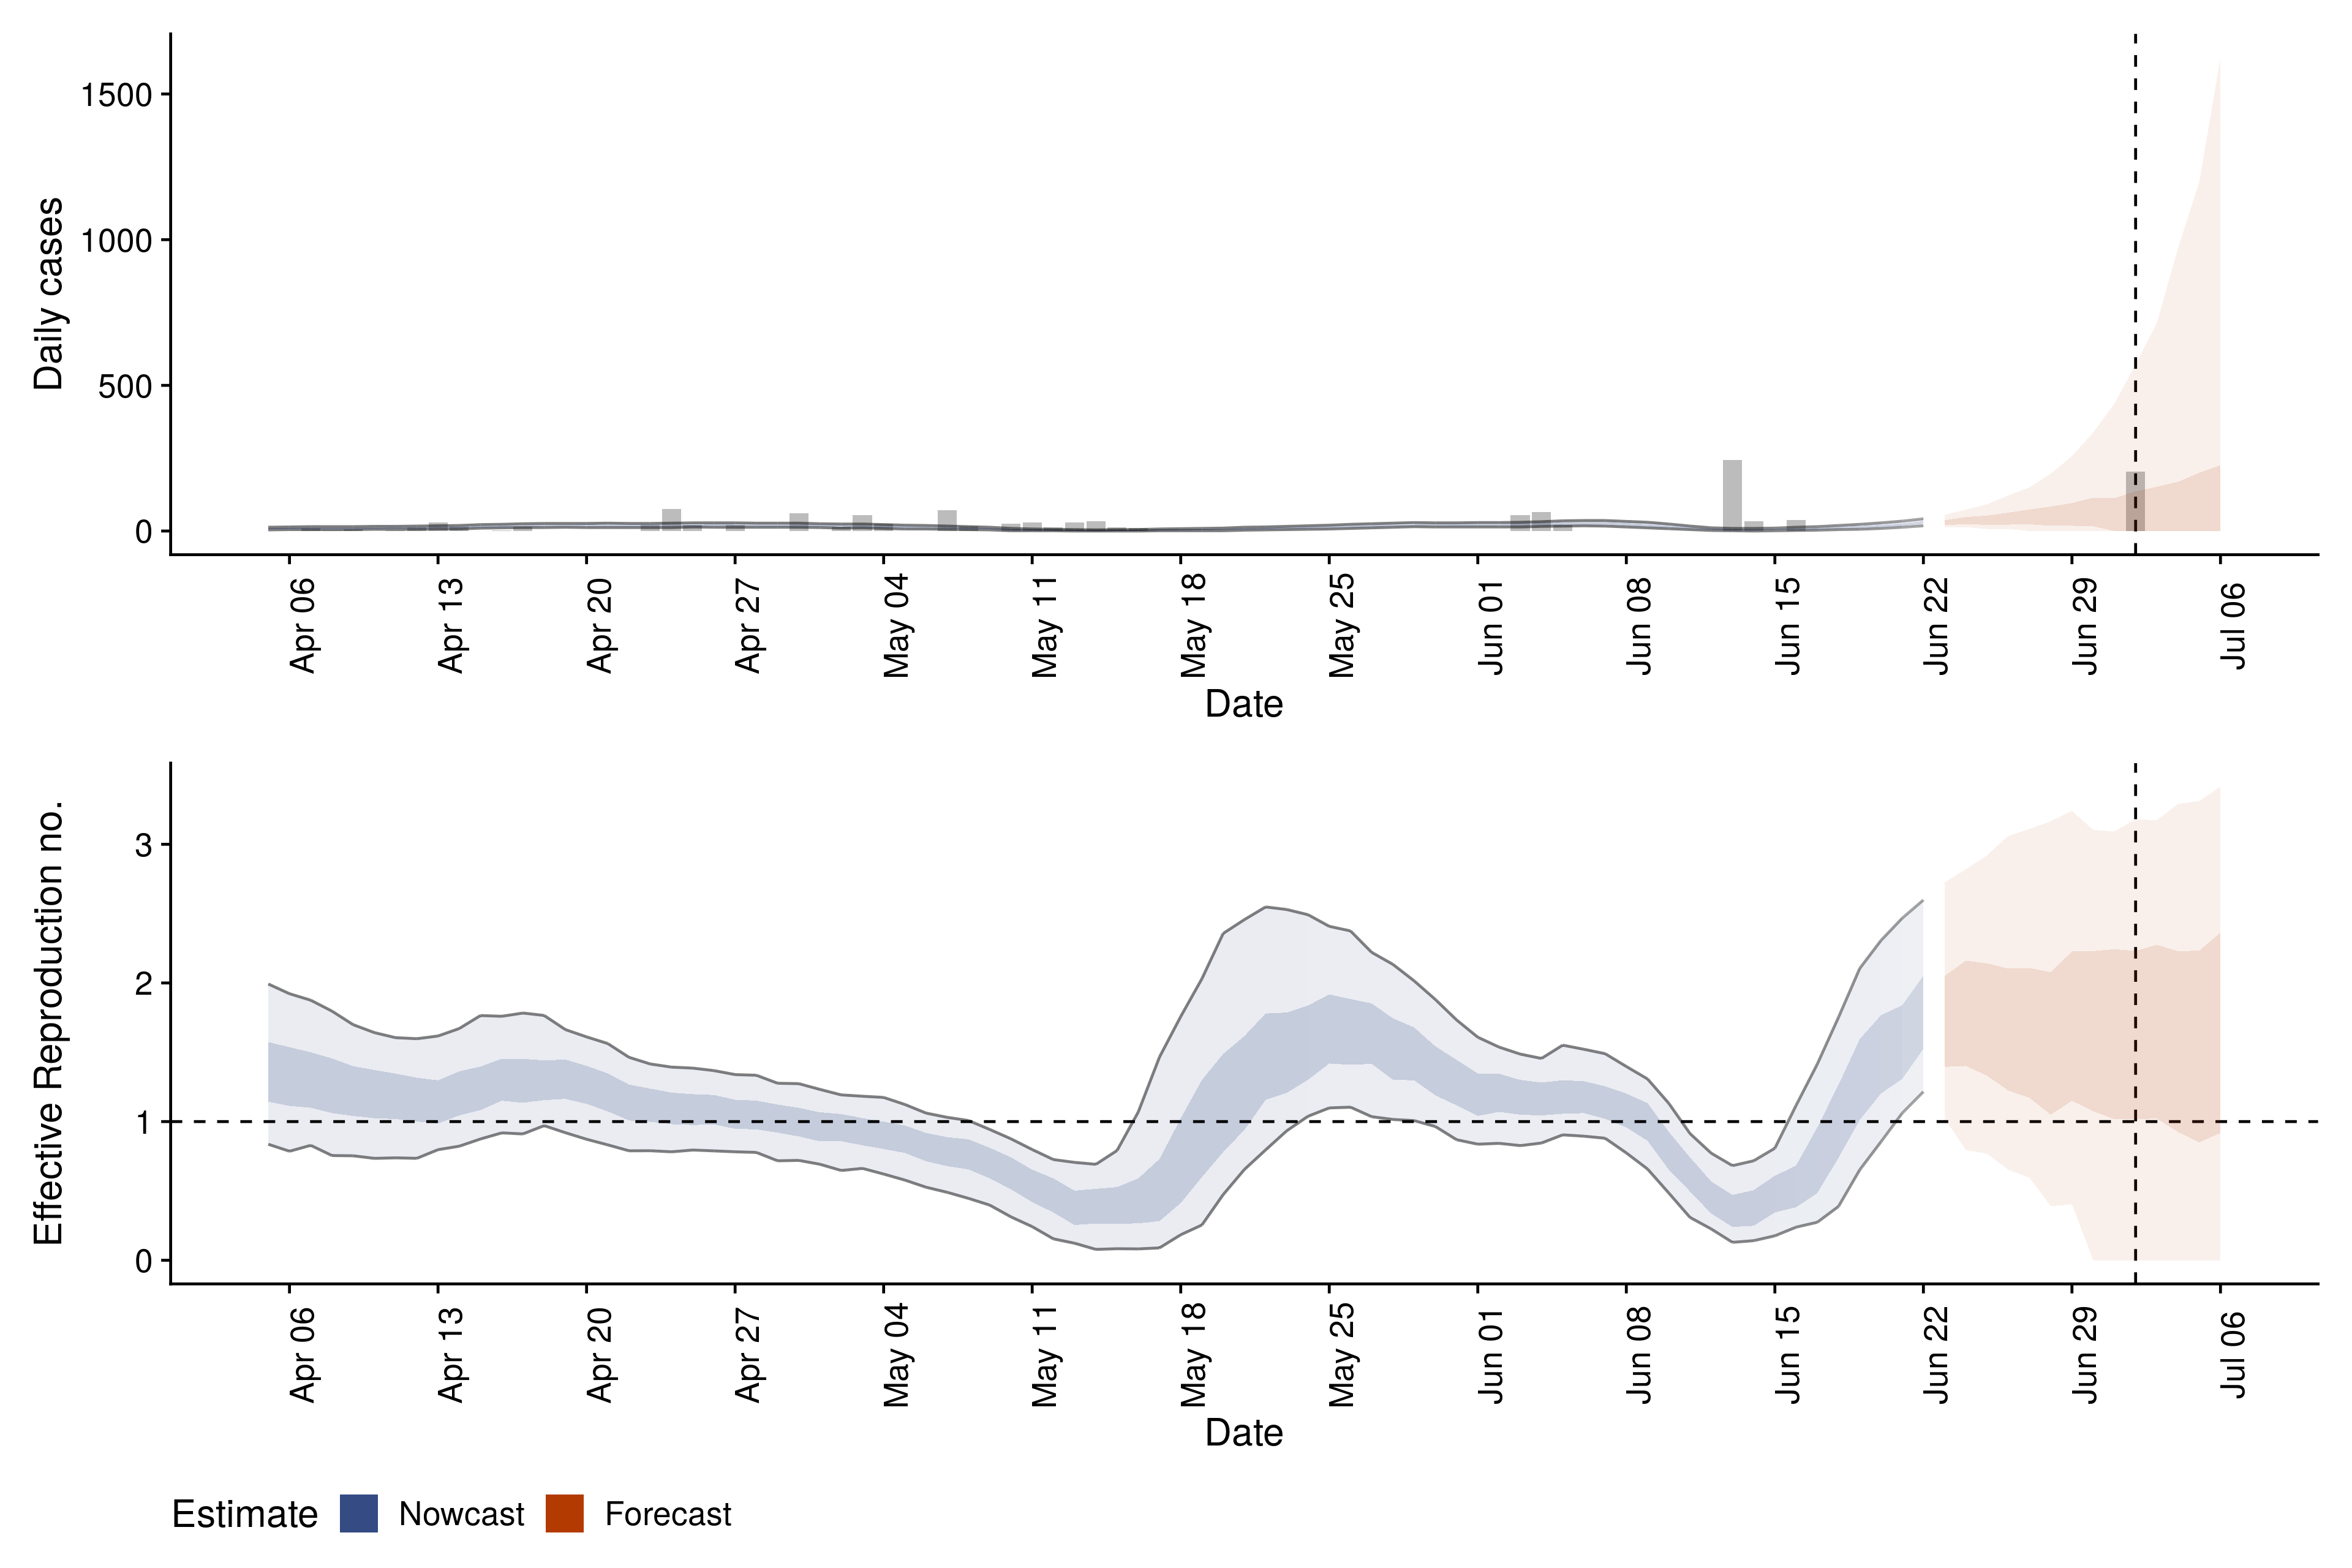 Daily cases
1500
1000
500
0
Apr 06
Apr 13
Apr 20
Apr 27
May 04
May 11
May 18
May 25
Jun 01
Jun 08
Jun 15
Jun 22
Jun 29
Jul 06
Date
Effective Reproduction no.
3
2
1
0
Apr 06
Apr 13
Apr 20
Apr 27
May 04
May 11
May 18
May 25
Jun 01
Jun 08
Jun 15
Jun 22
Jun 29
Jul 06
Date
Estimate Nowcast Forecast